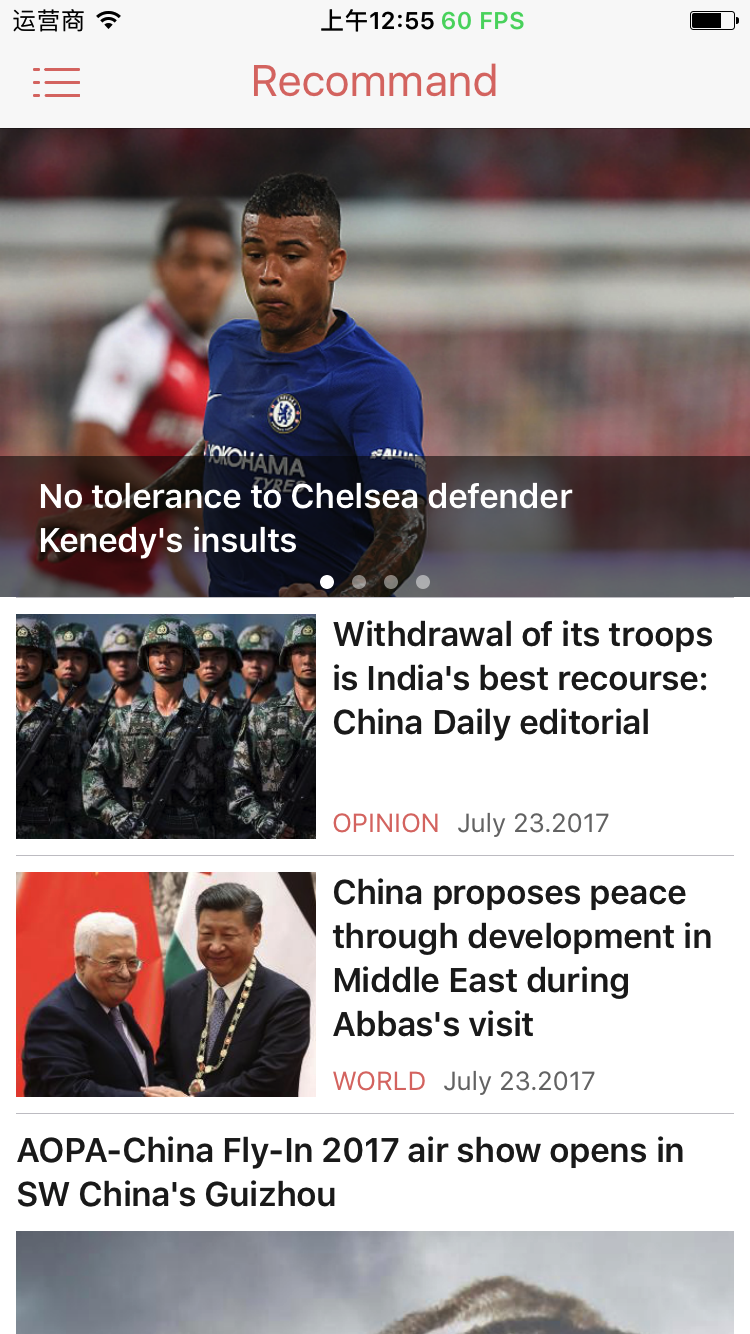 运营商 上午12:55 60 FPS
Recommand
YOKOHAMA
TYRES
No tolerance to Chelsea defender
Kenedy's insults
Withdrawal of its troops
is India's best recourse:
China Daily editorial
OPINION July 23.2017
China proposes peace
through development in
Middle East during
Abbas's visit
WORLD July 23.2017
AOPA-China Fly-In 2017 air show opens in
SW China's Guizhou